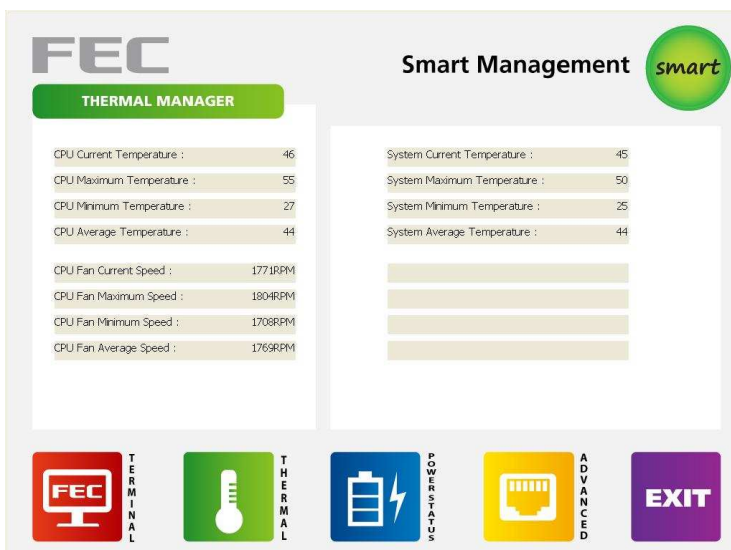 FEC
Smart Management
smart
THERMAL MANAGER
CPU Current Temperature : 46
CPU Maximum Temperature : 55
CPU Minimum Temperature : 27
CPU Average Temperature : 44
CPU Fan Current Speed : 1771RPM
CPU Fan Maximum Speed : 1804RPM
CPU Fan Minimum Speed : 1708RPM
CPU Fan Average Speed : 1769RPM
System Current Temperature : 45
System Maximum Temperature : 50
System Minimum Temperature : 25
System Average Temperature : 44
FEC
TERMINAL
THERMAL
POWERSTATUS
ADVANCED
EXIT